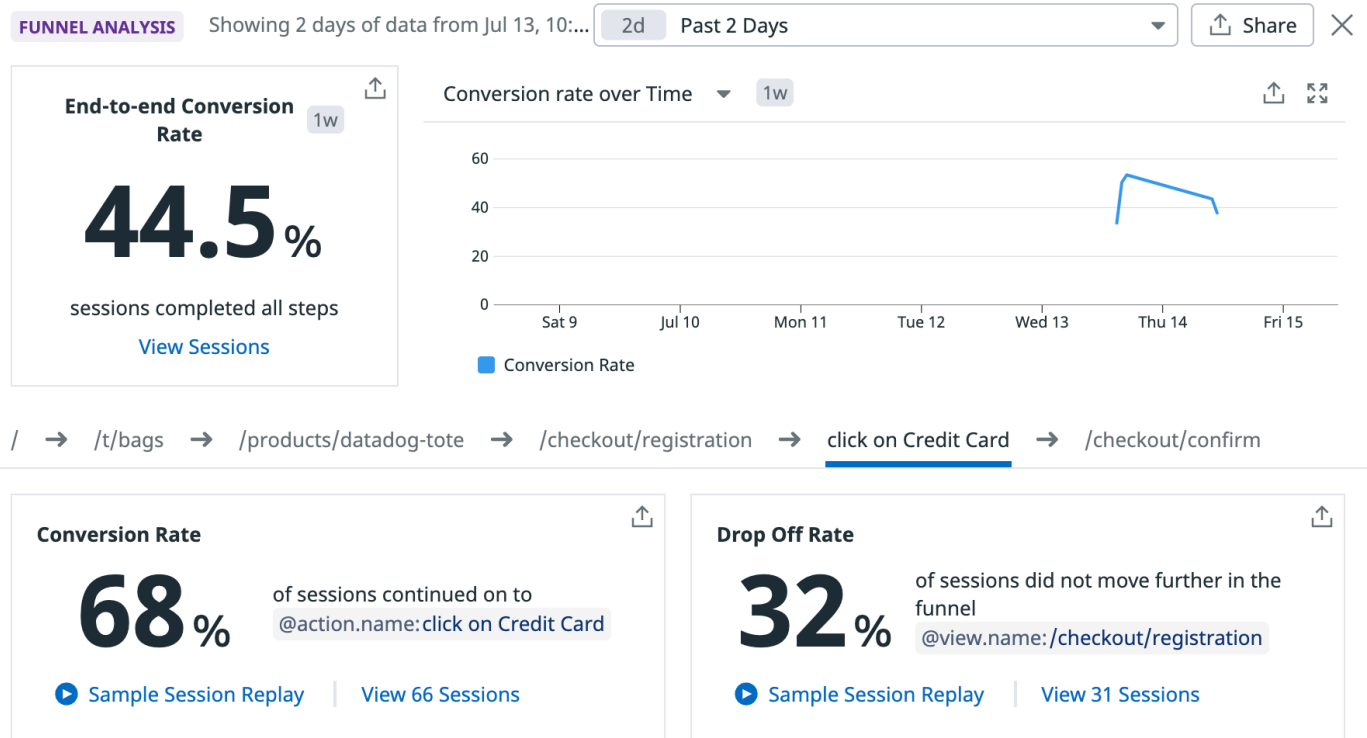 FUNNEL ANALYSIS
Showing 2 days of data from Jul 13, 10:...
2d Past 2 Days
Share
End-to-end Conversion
Rate
1w
44.5%
sessions completed all steps
View Sessions
Conversion rate over Time
1w
60
40
20
0
Sat 9 Jul 10 Mon 11 Tue 12 Wed 13 Thu 14 Fri 15
Conversion Rate
/ → /t/bags → /products/datadog-tote → /checkout/registration → click on Credit Card → /checkout/confirm
Conversion Rate
68%
of sessions continued on to
@action.name:click on Credit Card
Sample Session Replay
View 66 Sessions
Drop Off Rate
32%
of sessions did not move further in the
funnel
@view.name:/checkout/registration
Sample Session Replay
View 31 Sessions